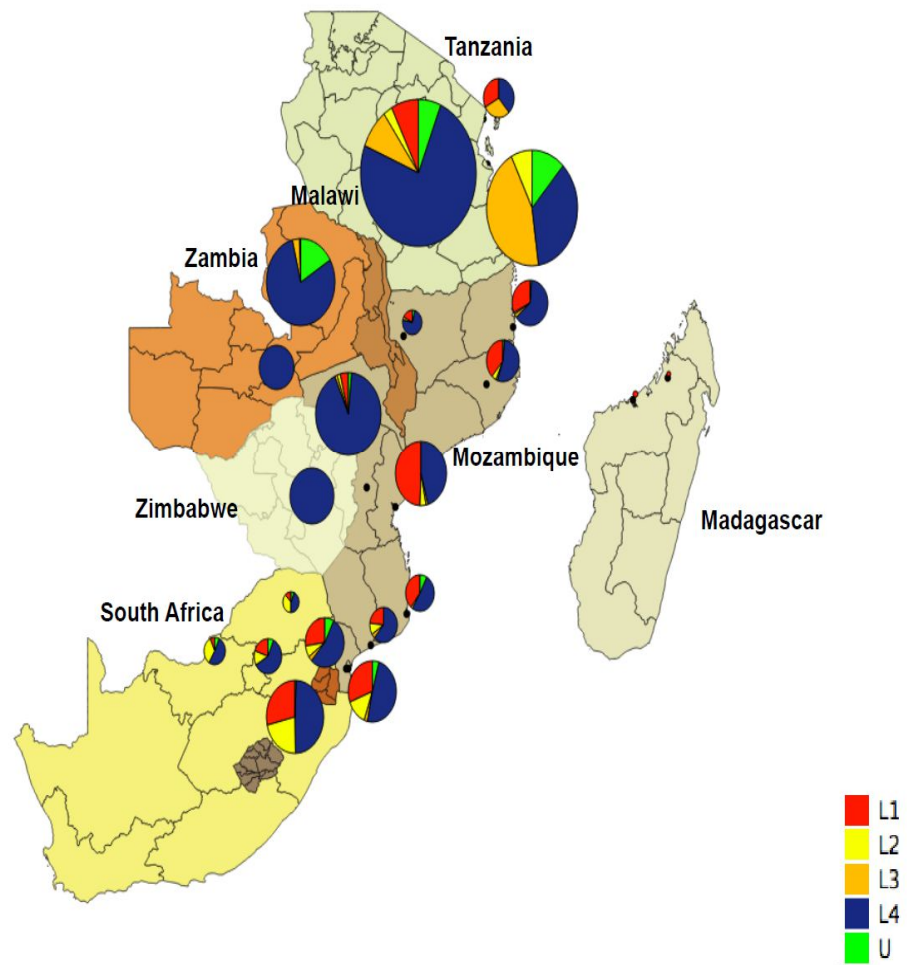 Tanzania
Malawi
Zambia
Mozambique
Zimbabwe
Madagascar
South Africa
L1
L2
L3
L4
U